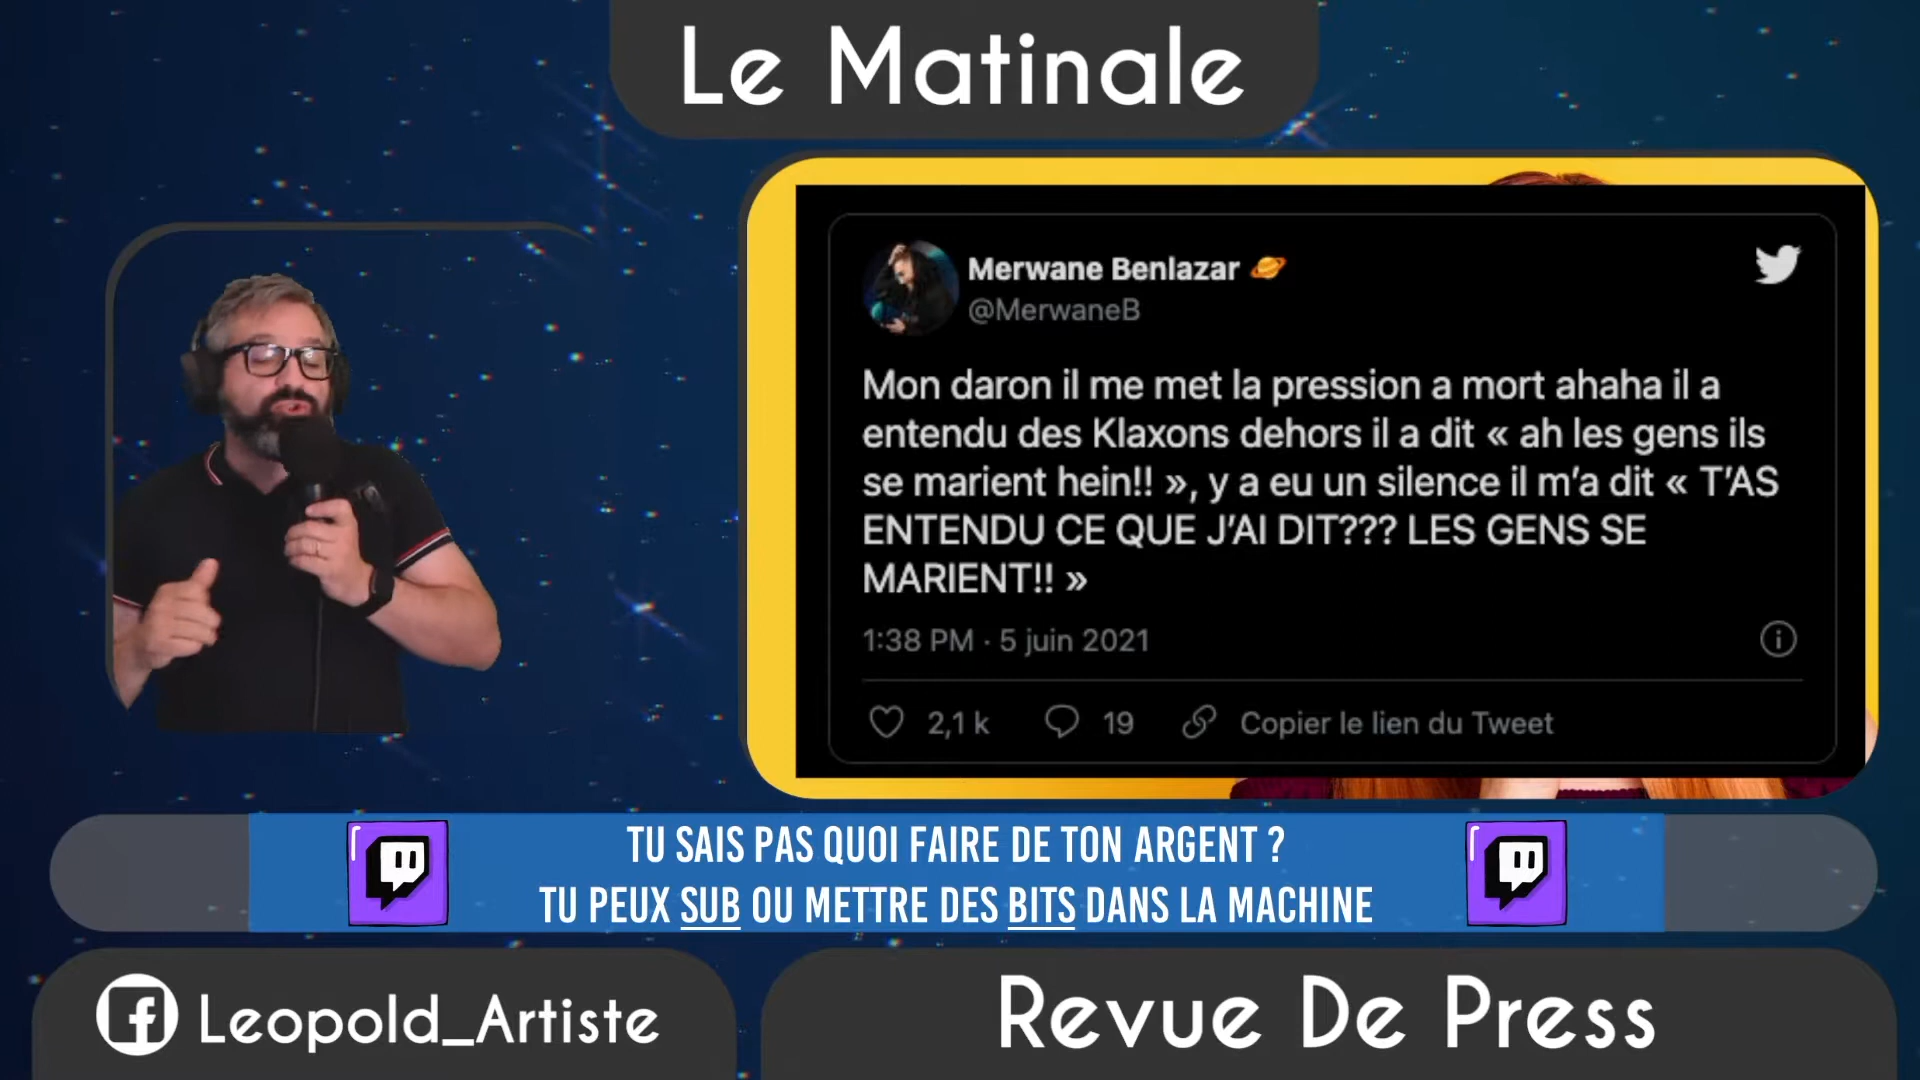 Le Matinale
Merwane Benlazar 🪐
@MerwaneB
Mon daron il me met la pression a mort ahaha il a
entendu des Klaxons dehors il a dit « ah les gens ils
se marient hein!! », y a eu un silence il m’a dit « T’AS
ENTENDU CE QUE J’AI DIT??? LES GENS SE
MARIENT!! »
1:38 PM · 5 juin 2021
2,1 k 19 Copier le lien du Tweet
TU SAIS PAS QUOI FAIRE DE TON ARGENT ?
TU PEUX SUB OU METTRE DES BITS DANS LA MACHINE
Leopold_Artiste
Revue De Press